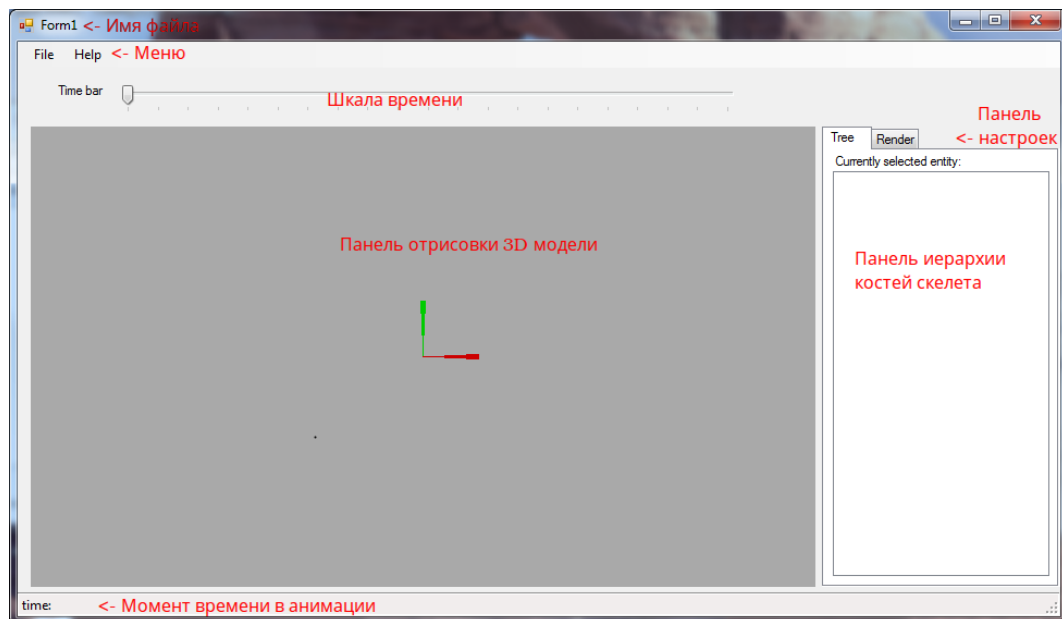 Form1 <- Имя файла
File Help <- Меню
Time bar
Шкала времени
Панель
<- настроек
Tree Render
Currently selected entity:
Панель отрисовки 3D модели
Панель иерархии
костей скелета
time: <- Момент времени в анимации